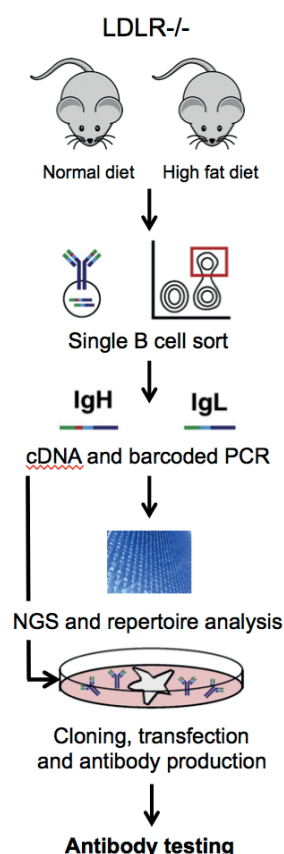 LDLR-/-
Normal diet High fat diet
Single B cell sort
IgH IgL
cDNA and barcoded PCR
NGS and repertoire analysis
Cloning, transfection
and antibody production
Antibody testing